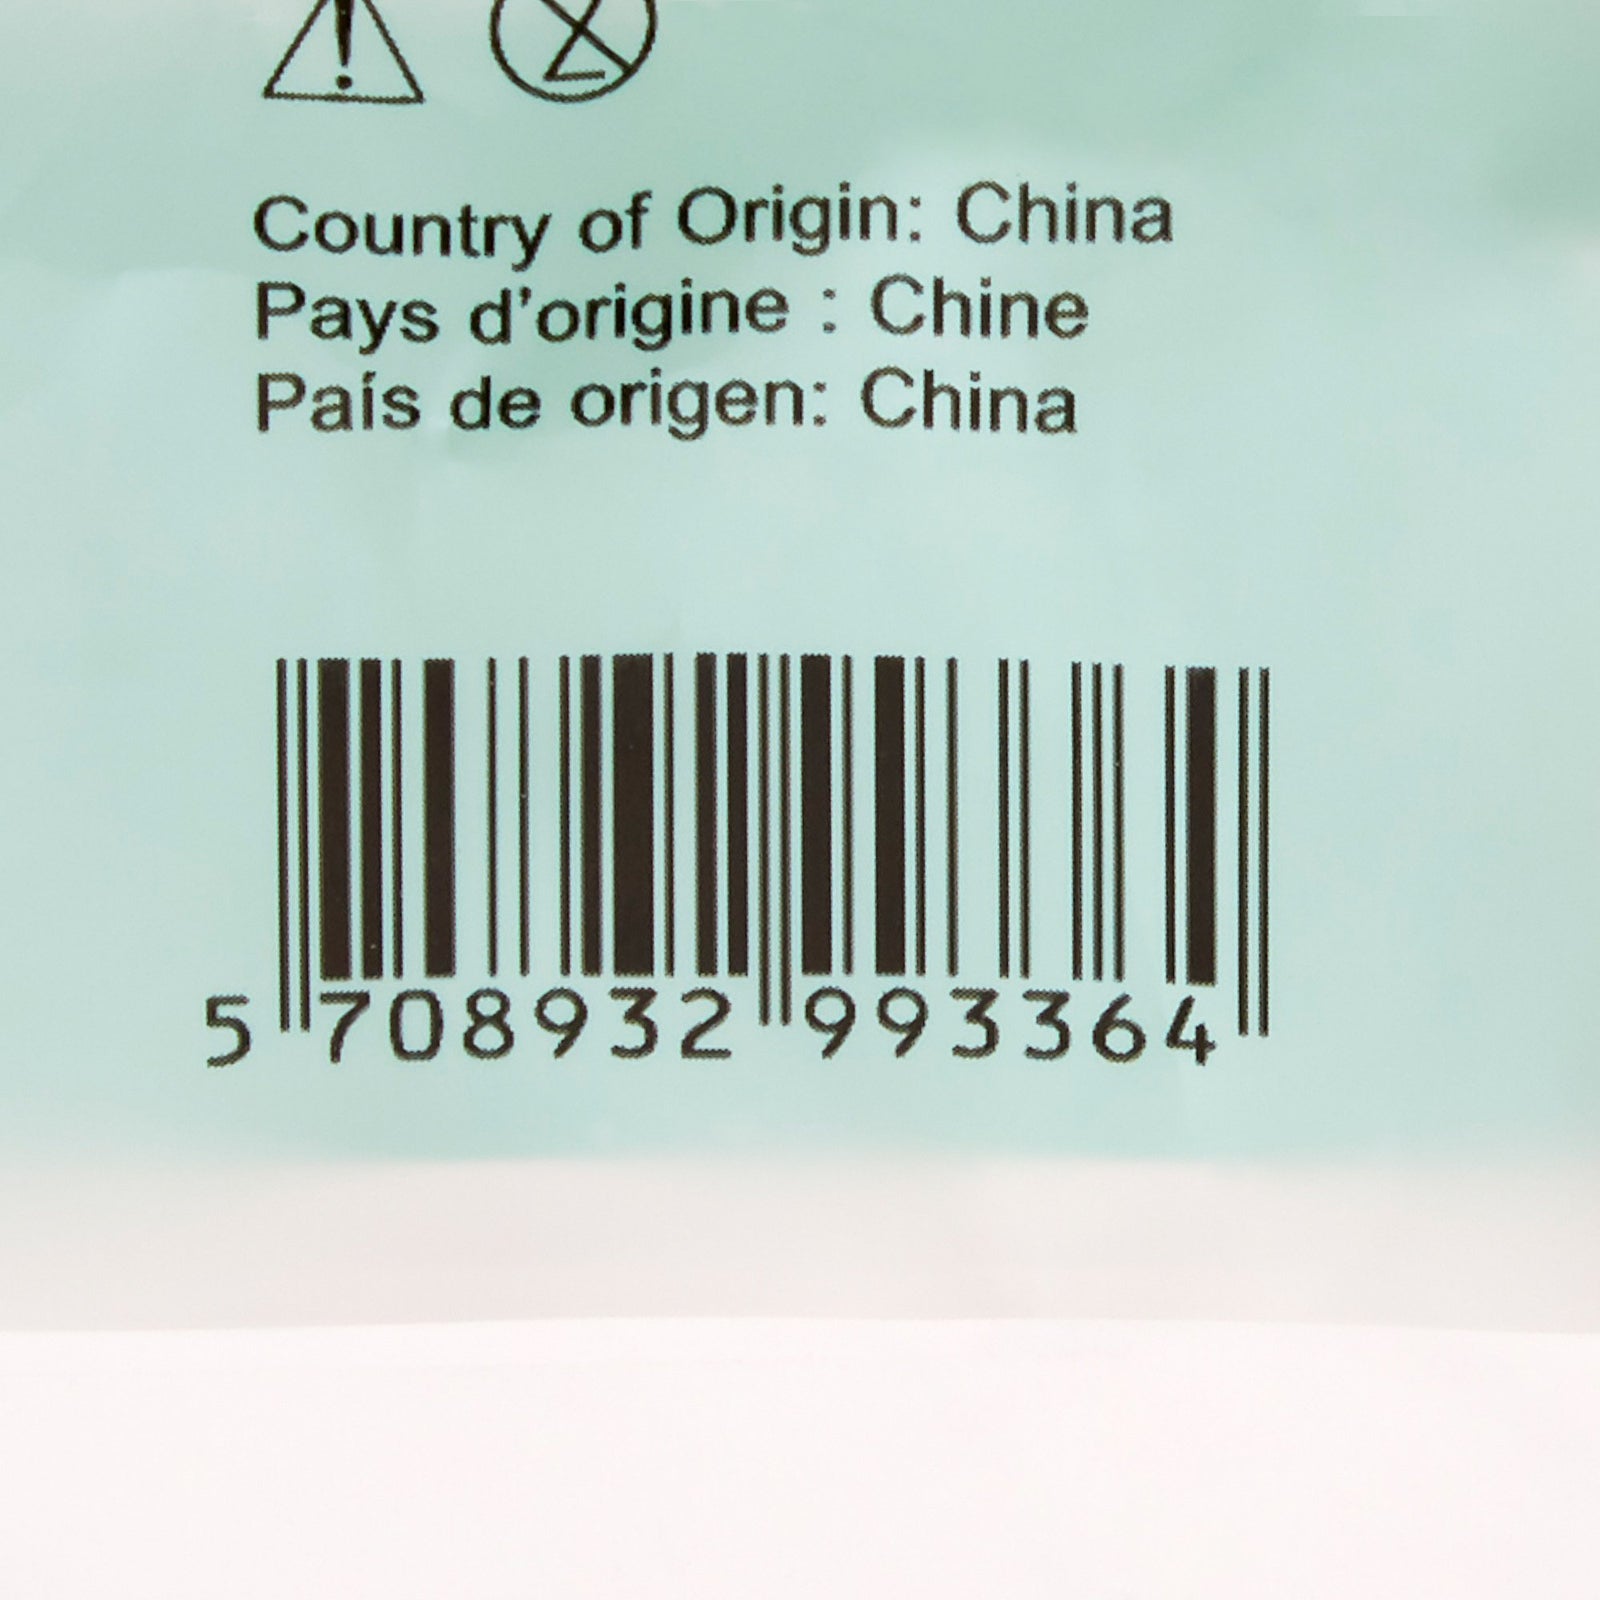 Country of Origin: China
Pays d'origine : Chine
País de origen: China
5 708932 993364